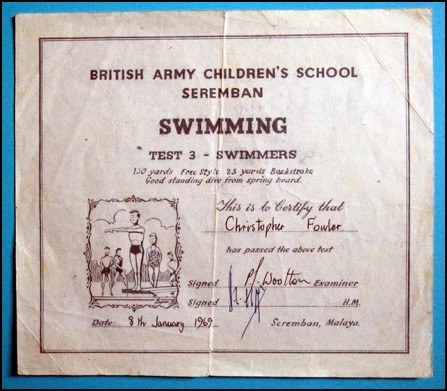 BRITISH ARMY CHILDREN'S SCHOOL
SEREMBAN
SWIMMING
TEST 3 - SWIMMERS
100 yards Free Style 25 yards Backstroke
Good standing dive from spring board.
This is to Certify that
Christopher Fowler
has passed the above test
Signed P.J. Wootton Examiner
Signed H.M.
Date: 8th January 1969 Seremban, Malaya.